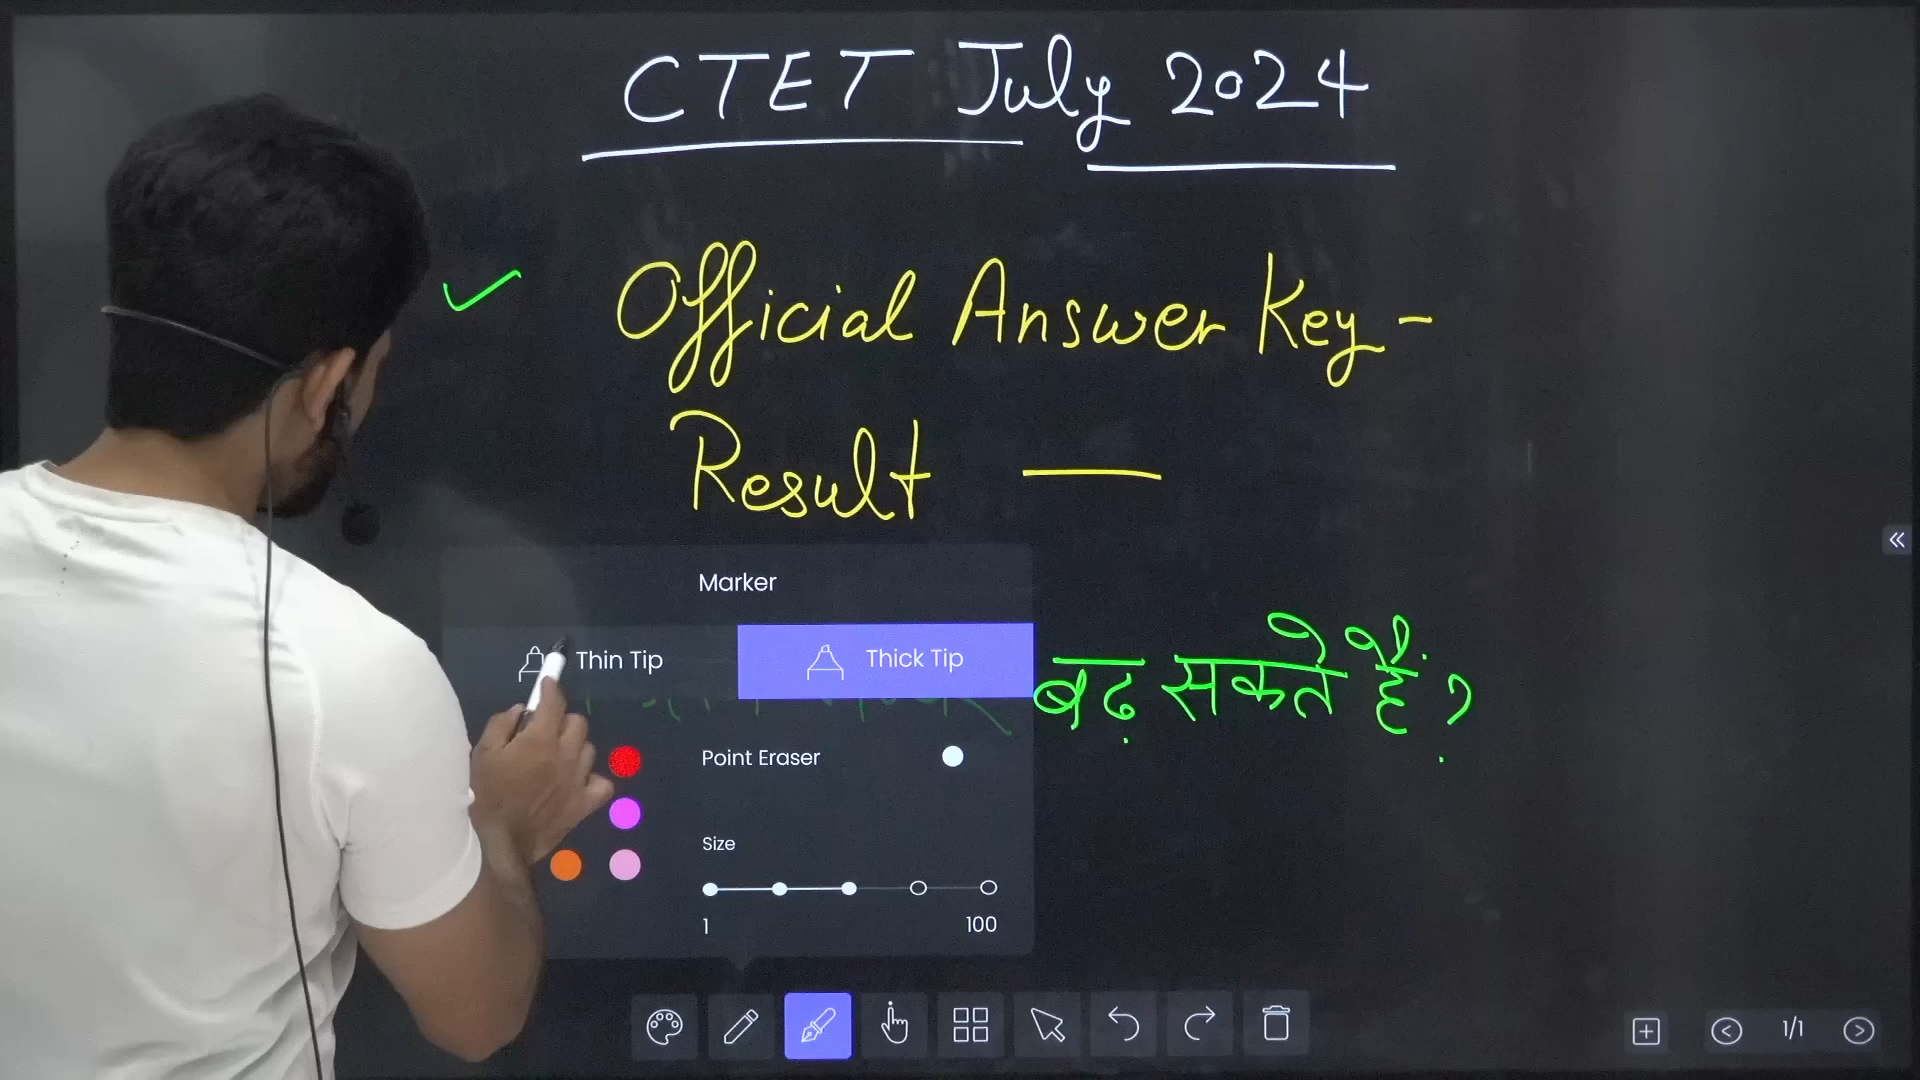 CTET July 2024
Official Answer Key -
Result —
Marker
Thin Tip
Thick Tip
बढ़ सकते हैं ?
Point Eraser
Size
1
100
1/1